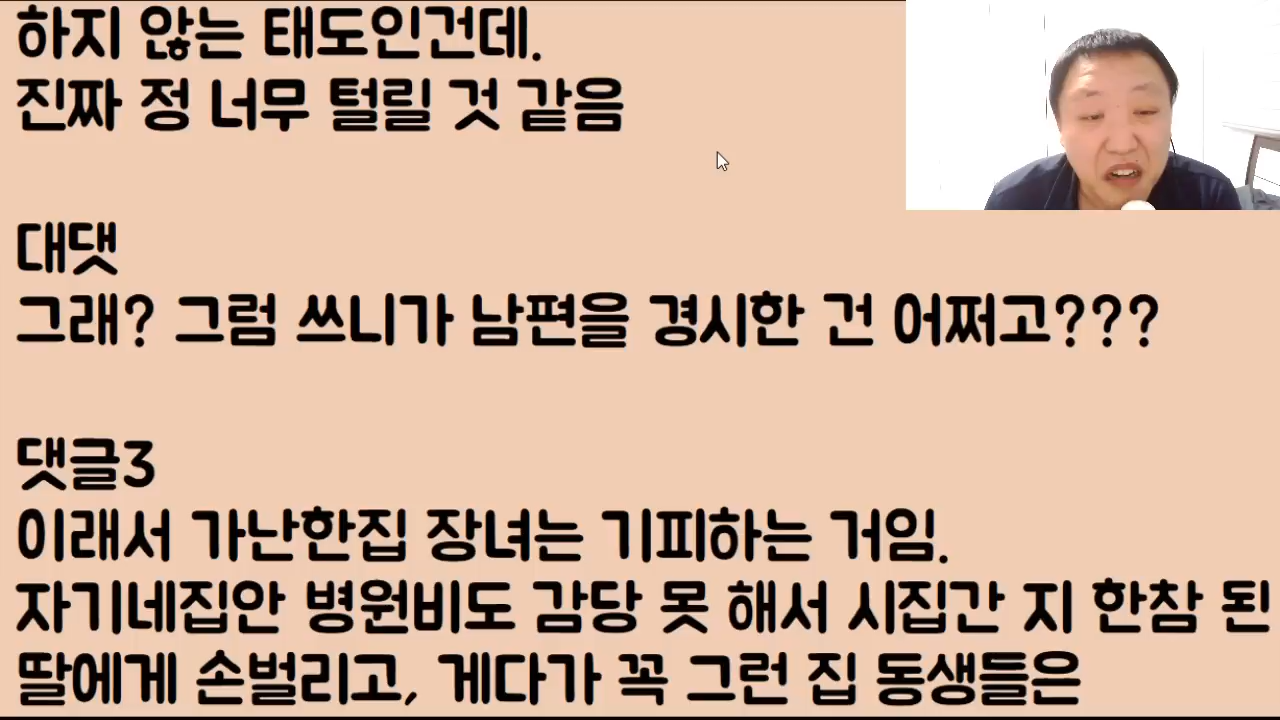 하지 않는 태도인건데.
진짜 정 너무 털릴 것 같음
대댓
그래? 그럼 쓰니가 남편을 경시한 건 어쩌고???
댓글3
이래서 가난한집 장녀는 기피하는 거임.
자기네집안 병원비도 감당 못 해서 시집간 지 한참 된
딸에게 손벌리고, 게다가 꼭 그런 집 동생들은